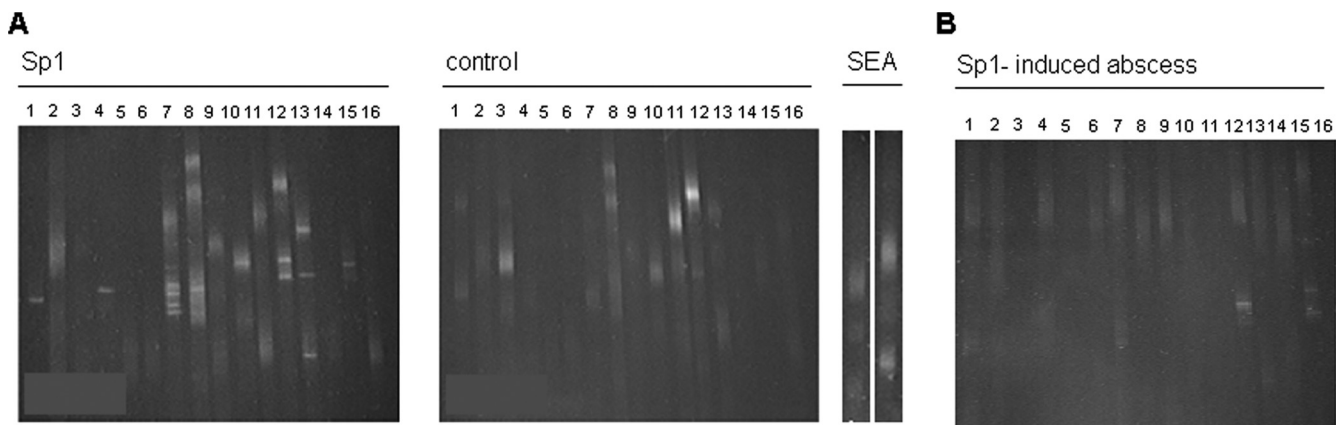 A
B
Sp1
control
SEA
Sp1- induced abscess
1 2 3 4 5 6 7 8 9 10 11 12 13 14 15 16
1 2 3 4 5 6 7 8 9 10 11 12 13 14 15 16
1 2 3 4 5 6 7 8 9 10 11 12 13 14 15 16